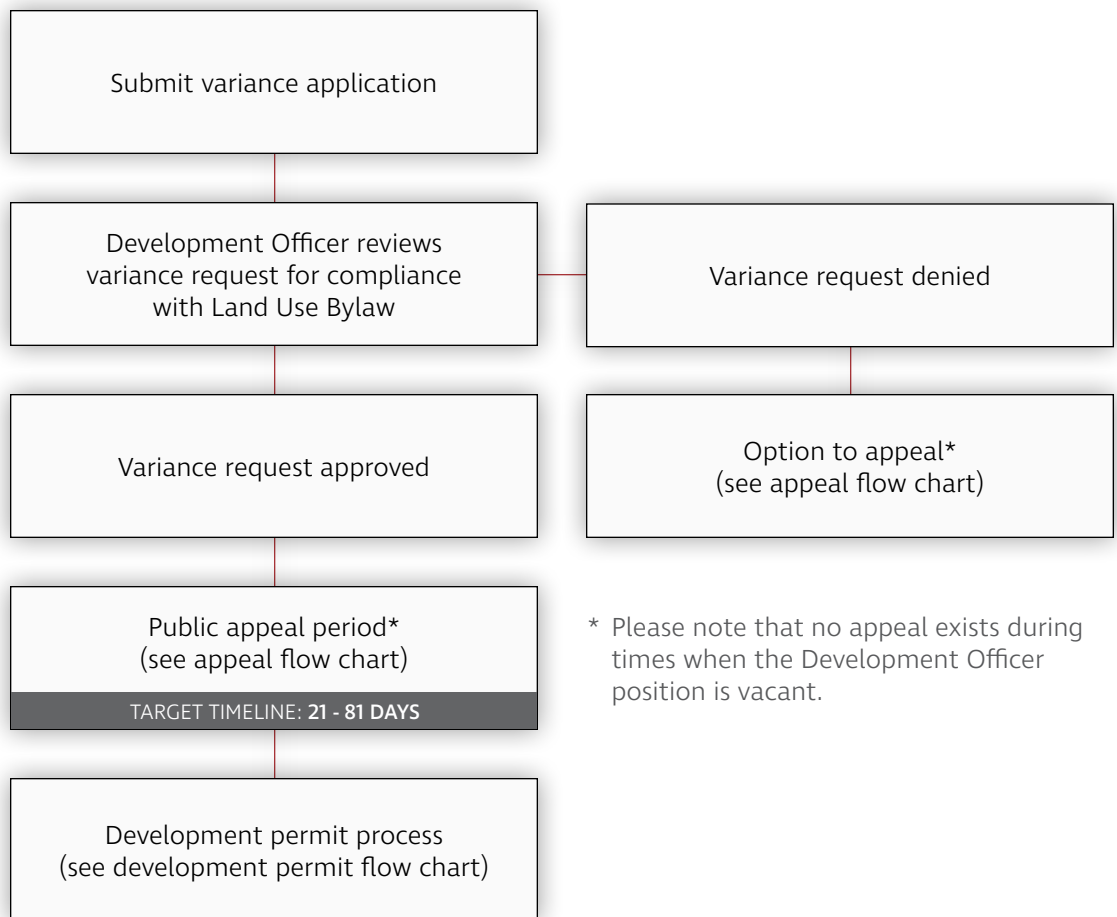 Submit variance application
Development Officer reviews
variance request for compliance
with Land Use Bylaw
Variance request denied
Variance request approved
Option to appeal*
(see appeal flow chart)
Public appeal period*
(see appeal flow chart)
TARGET TIMELINE: 21 - 81 DAYS
* Please note that no appeal exists during
times when the Development Officer
position is vacant.
Development permit process
(see development permit flow chart)